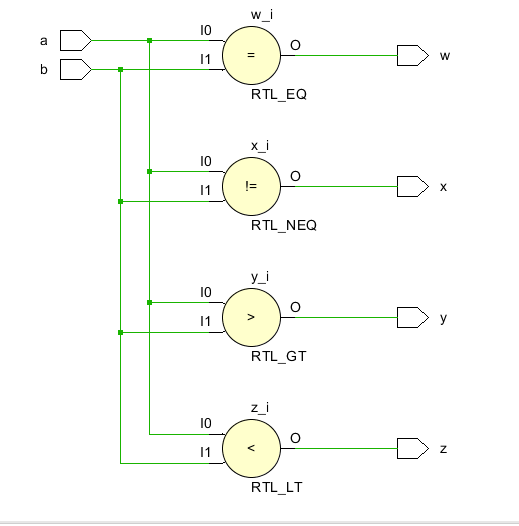 w_i
a
I0
O
=
w
b
I1
RTL_EQ
x_i
I0
O
!=
x
I1
RTL_NEQ
y_i
I0
O
>
y
I1
RTL_GT
z_i
I0
O
<
z
I1
RTL_LT